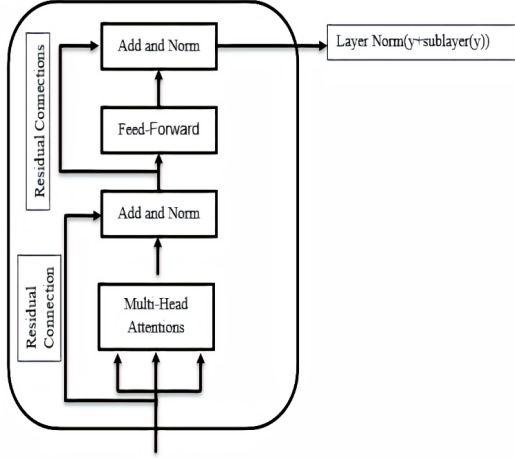 Add and Norm
Layer Norm(y+sublayer(y))
Residual Connections
Feed-Forward
Add and Norm
Residual
Connection
Multi-Head
Attentions